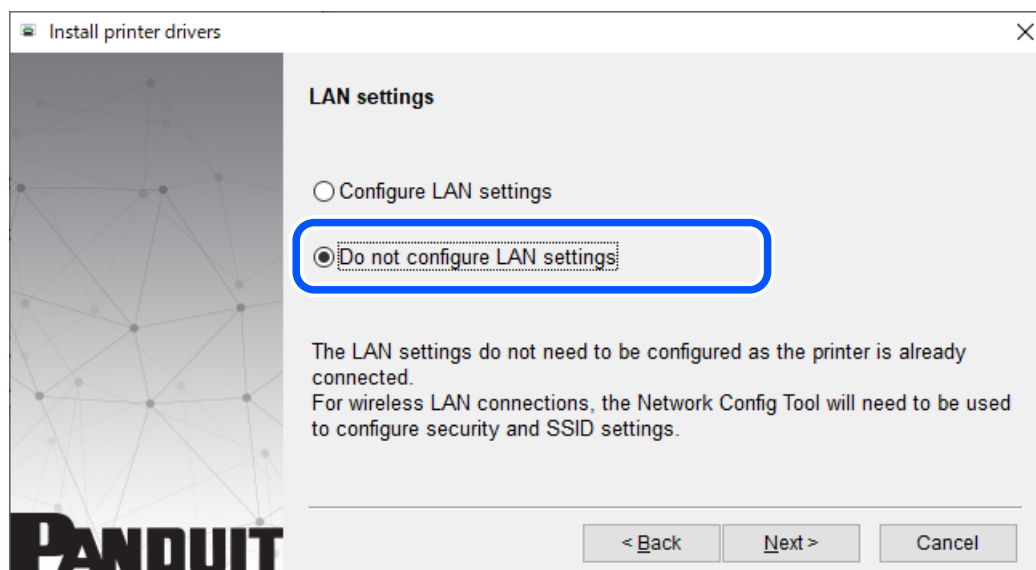 Install printer drivers
LAN settings
Configure LAN settings
Do not configure LAN settings
The LAN settings do not need to be configured as the printer is already
connected.
For wireless LAN connections, the Network Config Tool will need to be used
to configure security and SSID settings.
PANDUIT
< Back Next > Cancel